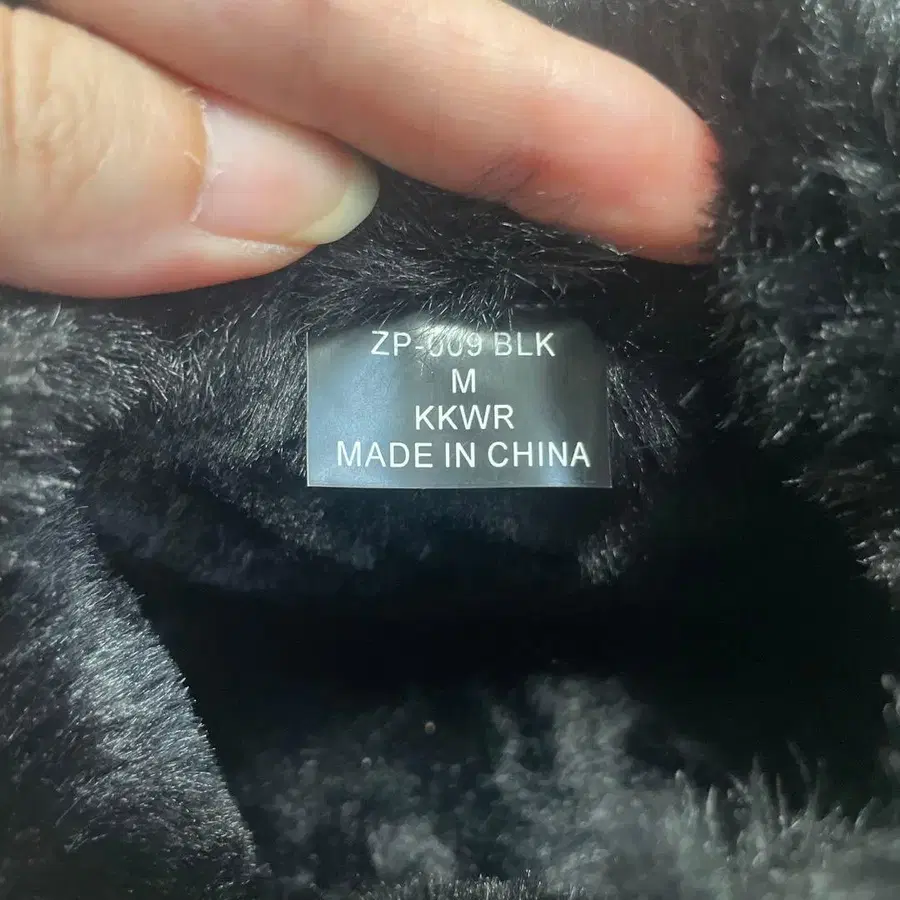 ZP-009 BLK
M
KKWR
MADE IN CHINA